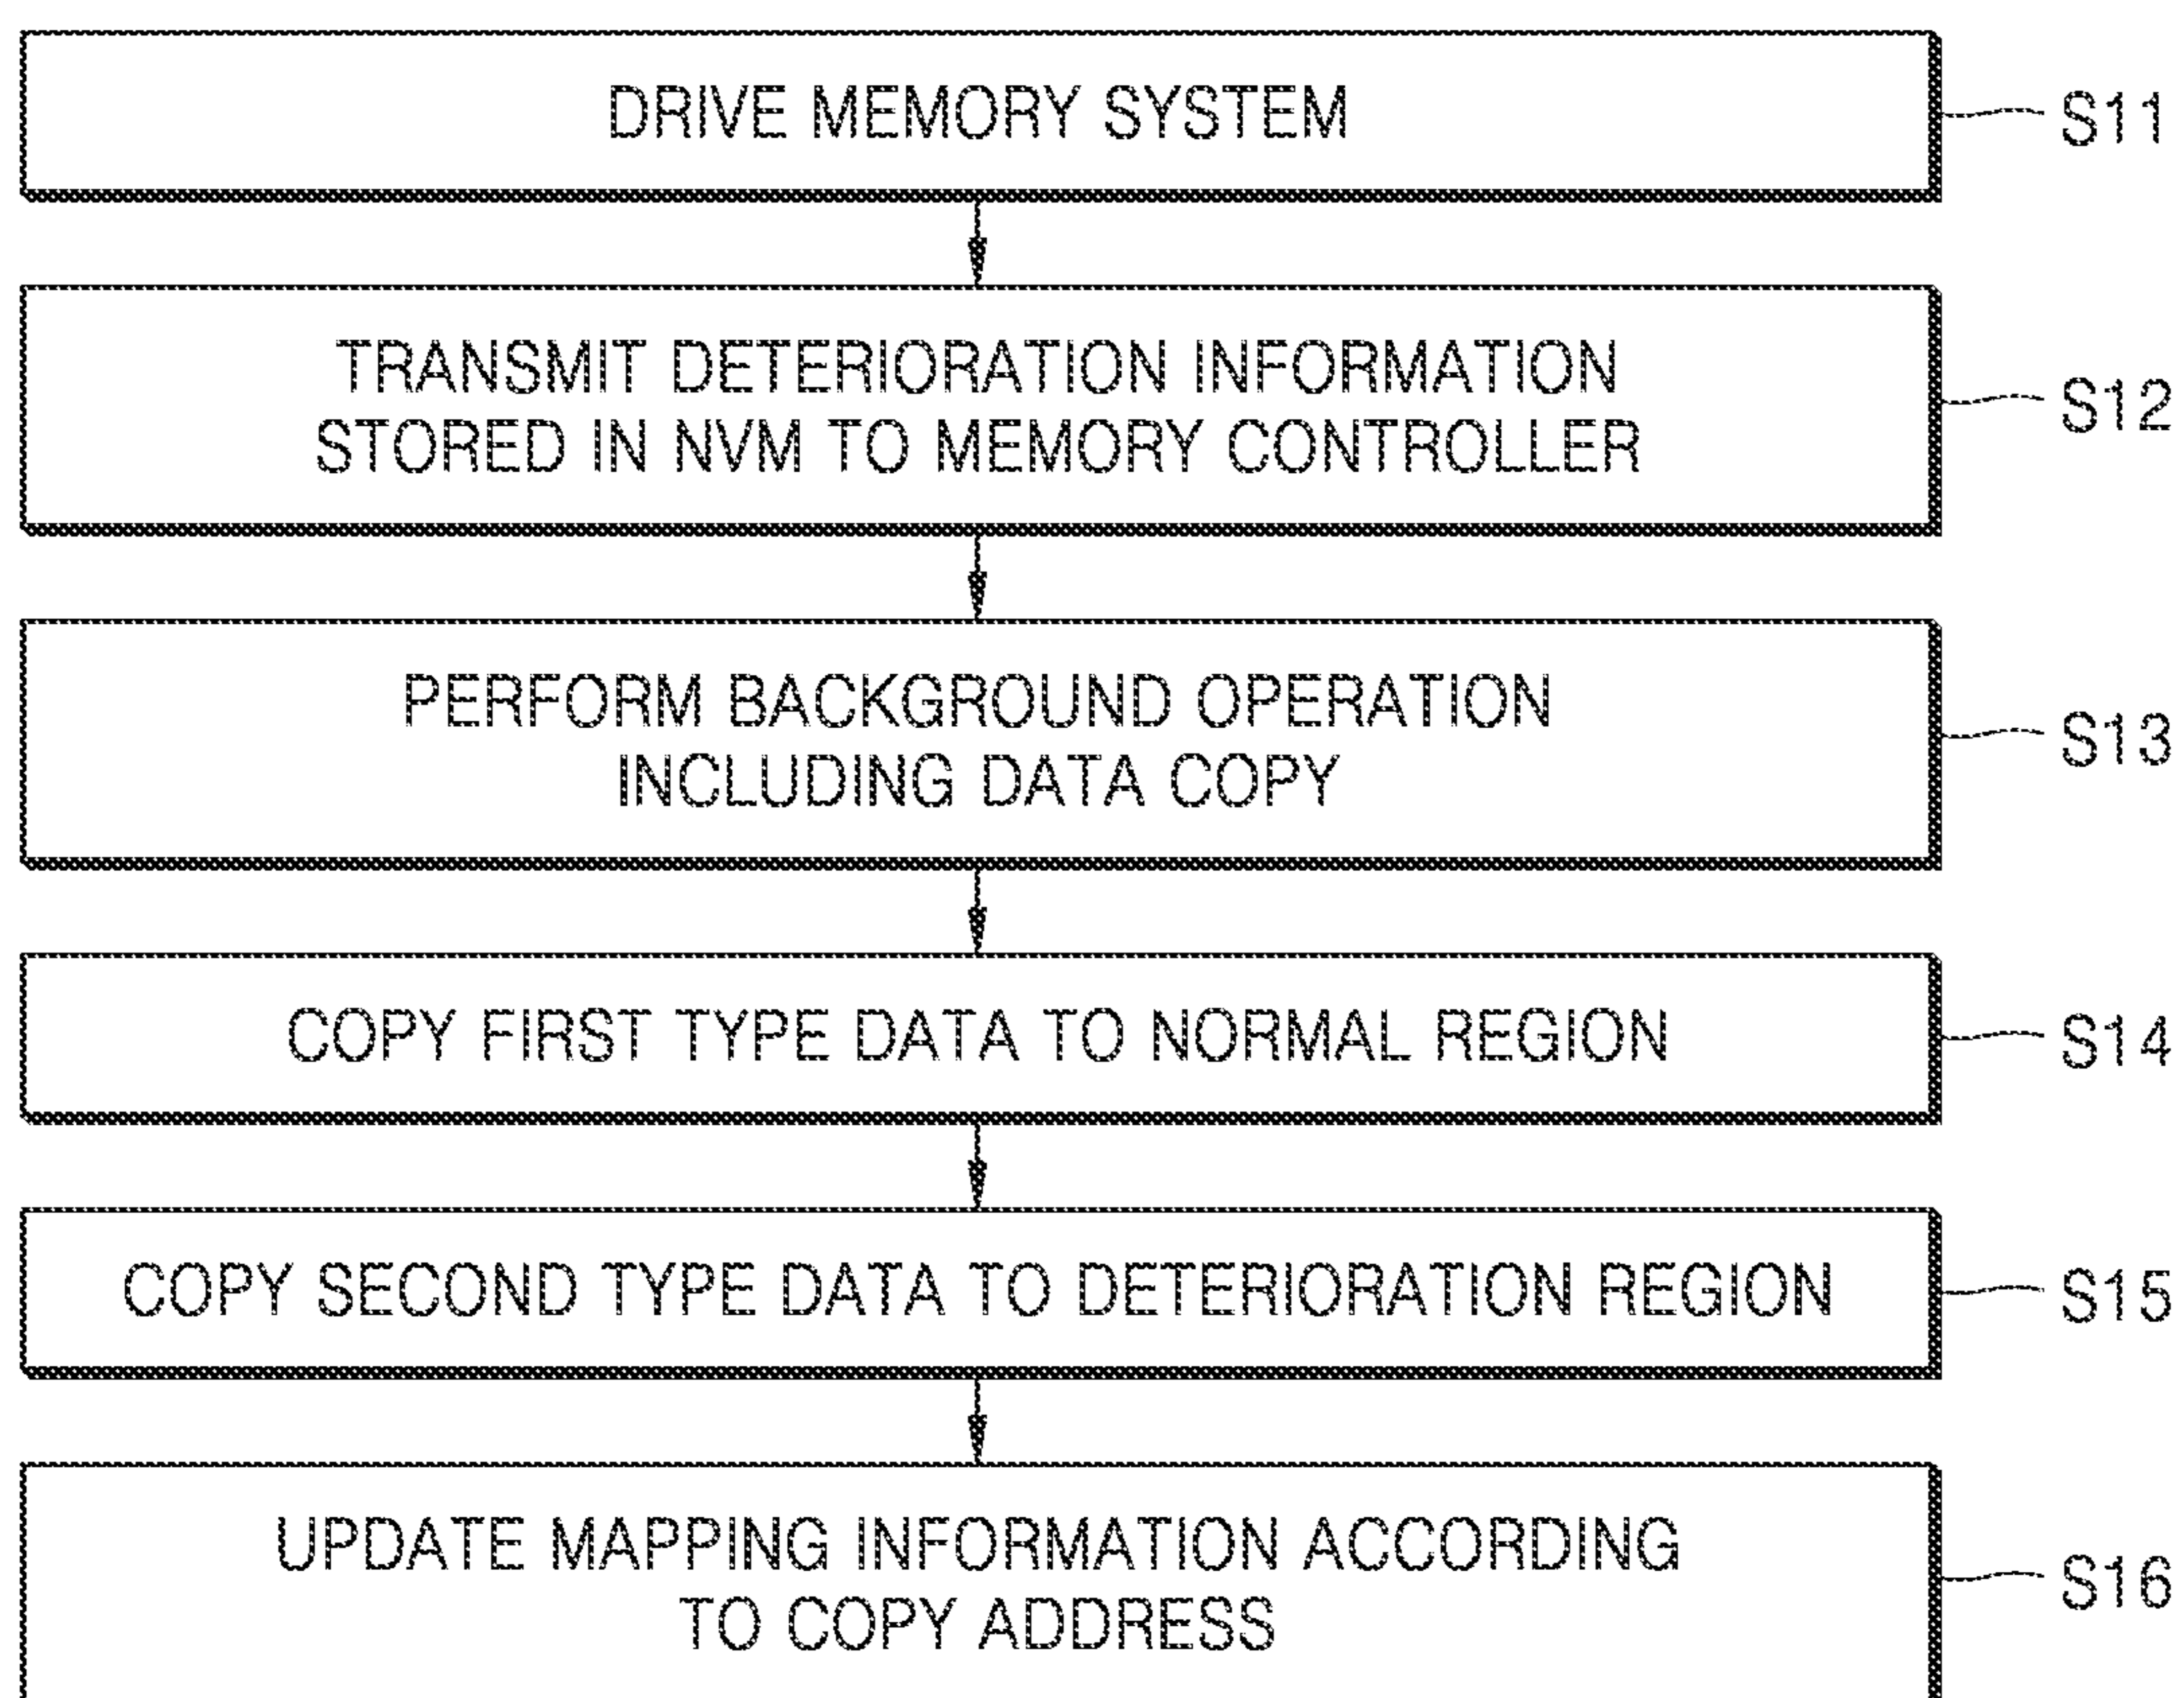 DRIVE MEMORY SYSTEM
S11
TRANSMIT DETERIORATION INFORMATION
STORED IN NVM TO MEMORY CONTROLLER
S12
PERFORM BACKGROUND OPERATION
INCLUDING DATA COPY
S13
COPY FIRST TYPE DATA TO NORMAL REGION
S14
COPY SECOND TYPE DATA TO DETERIORATION REGION
S15
UPDATE MAPPING INFORMATION ACCORDING
TO COPY ADDRESS
S16